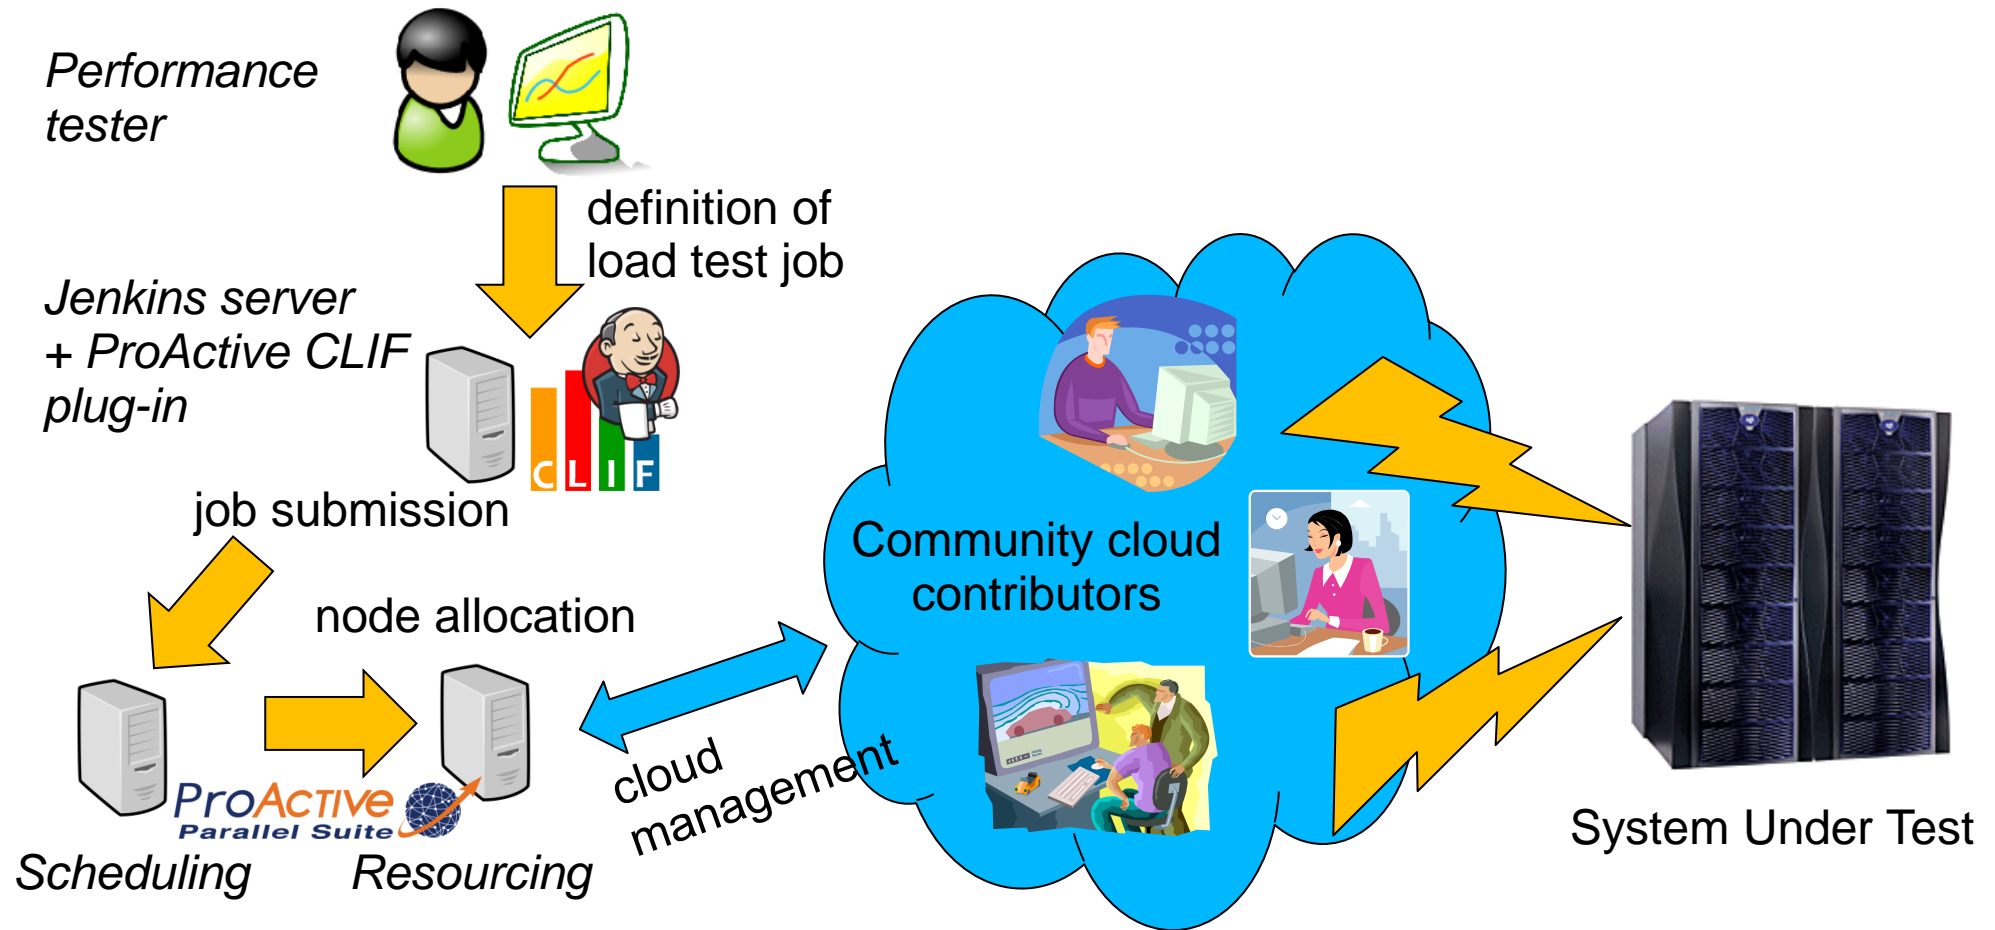 Performance
tester
definition of
load test job
Jenkins server
+ ProActive CLIF
plug-in
CLIF
job submission
node allocation
Community cloud
contributors
cloud
management
ProActive
Parallel Suite
Scheduling
Resourcing
System Under Test